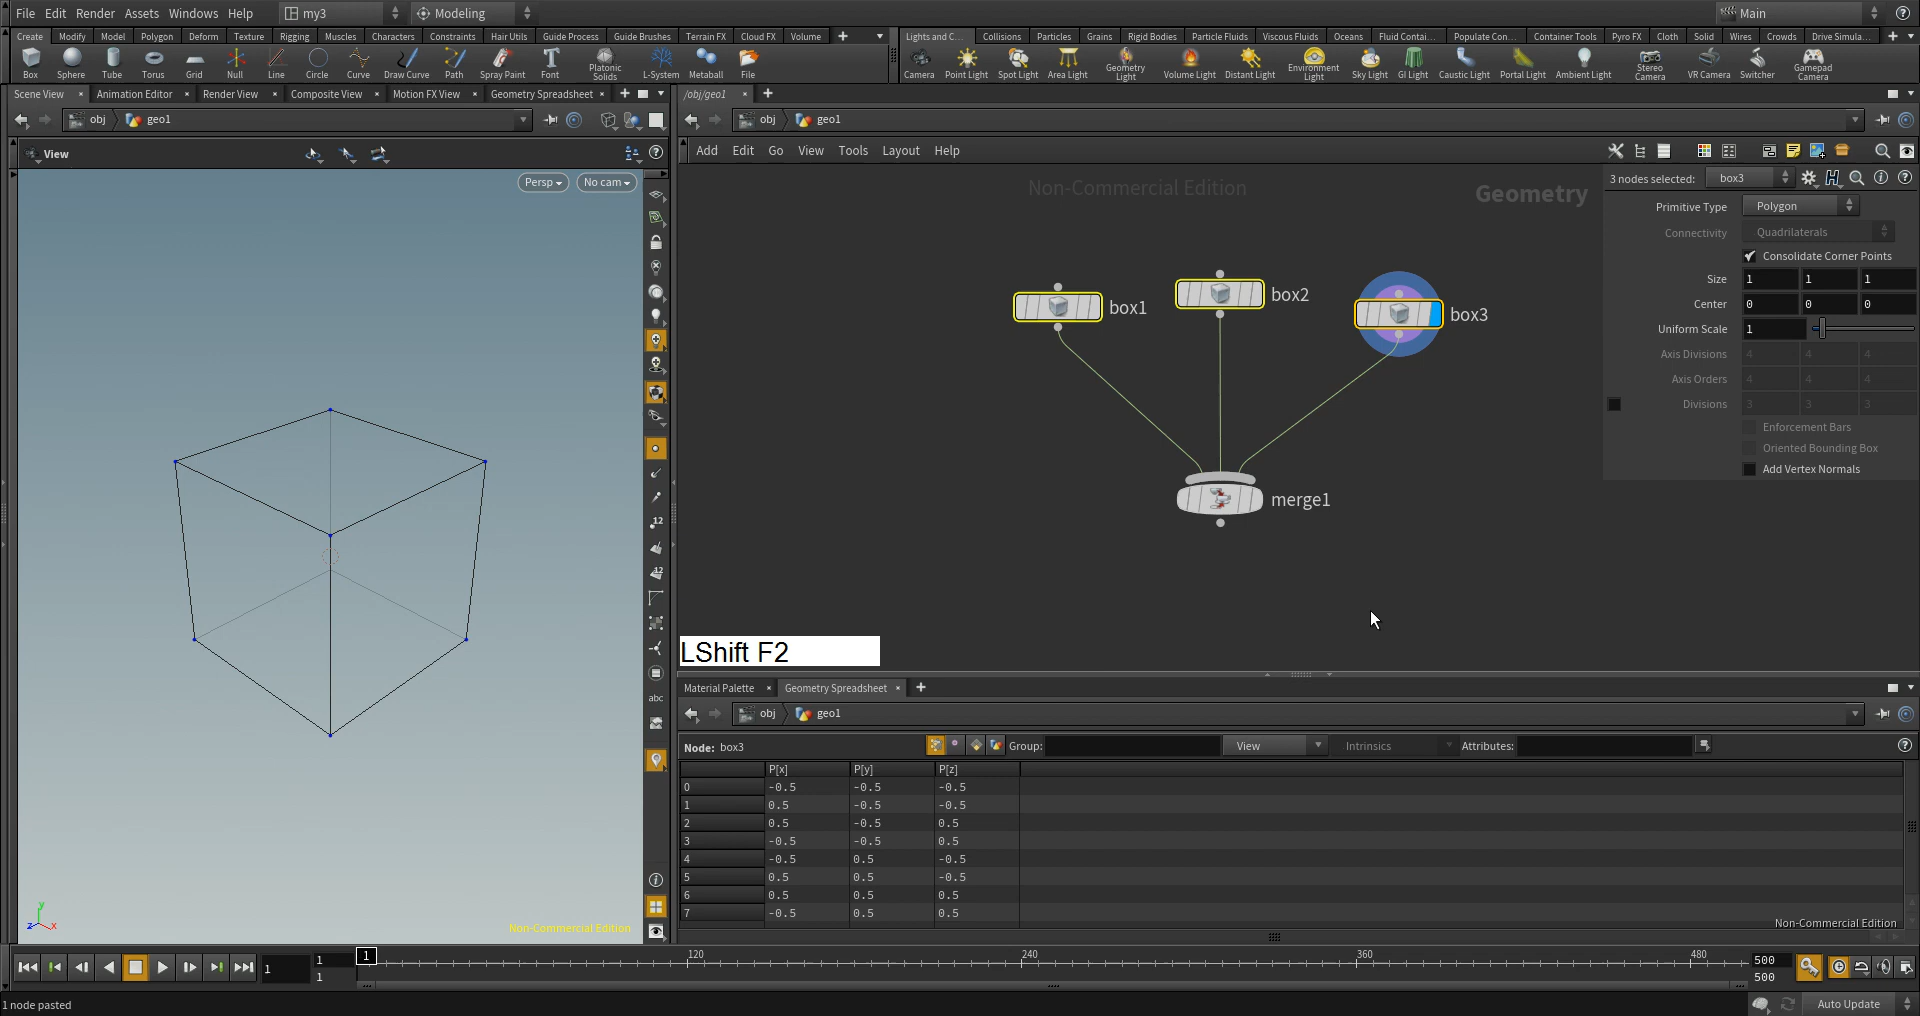 File Edit Render Assets Windows Help my3 Modeling Main
Create Modify Model Polygon Deform Texture Rigging Muscles Characters Constraints Hair Utils Guide Process Guide Brushes Terrain FX Cloud FX Volume
Lights and C... Collisions Particles Grains Rigid Bodies Particle Fluids Viscous Fluids Oceans Fluid Contai... Populate Con... Container Tools Pyro FX Cloth Solid Wires Crowds Drive Simula...
Box Sphere Tube Torus Grid Null Line Circle Curve Draw Curve Path Spray Paint Font Platonic Solids L-System Metaball File
Camera Point Light Spot Light Area Light Geometry Light Volume Light Distant Light Environment Light Sky Light GI Light Caustic Light Portal Light Ambient Light Stereo Camera VR Camera Switcher Gamepad Camera
Scene View Animation Editor Render View Composite View Motion FX View Geometry Spreadsheet
/obj/geo1
obj geo1
obj geo1
View
Persp No cam
Add Edit Go View Tools Layout Help
Non-Commercial Edition
Geometry
3 nodes selected: box3
Primitive Type Polygon
Connectivity Quadrilaterals
Consolidate Corner Points
Size 1 1 1
Center 0 0 0
Uniform Scale 1
Axis Divisions 4 4 4
Axis Orders 4 4 4
Divisions 3 3 3
Enforcement Bars
Oriented Bounding Box
Add Vertex Normals
box1
box2
box3
merge1
LShift F2
12
12
abc
y
z x
Non-Commercial Edition
Material Palette Geometry Spreadsheet
obj geo1
Node: box3 Group: View Intrinsics Attributes:
P[x] P[y] P[z]
0 -0.5 -0.5 -0.5
1 0.5 -0.5 -0.5
2 0.5 -0.5 0.5
3 -0.5 -0.5 0.5
4 -0.5 0.5 -0.5
5 0.5 0.5 -0.5
6 0.5 0.5 0.5
7 -0.5 0.5 0.5
Non-Commercial Edition
1 1 1 1 120 240 360 480 500 500
1 node pasted
Auto Update